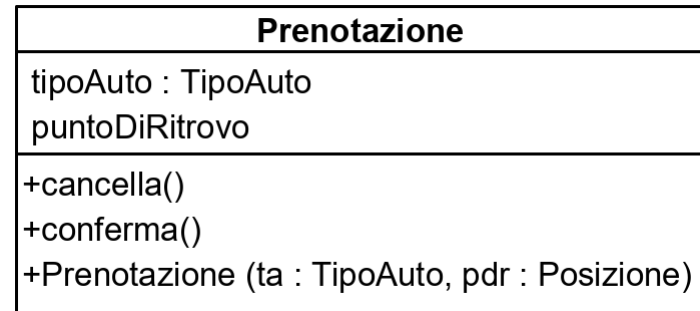 Prenotazione
tipoAuto : TipoAuto
puntoDiRitrovo
+cancella()
+conferma()
+Prenotazione (ta : TipoAuto, pdr : Posizione)